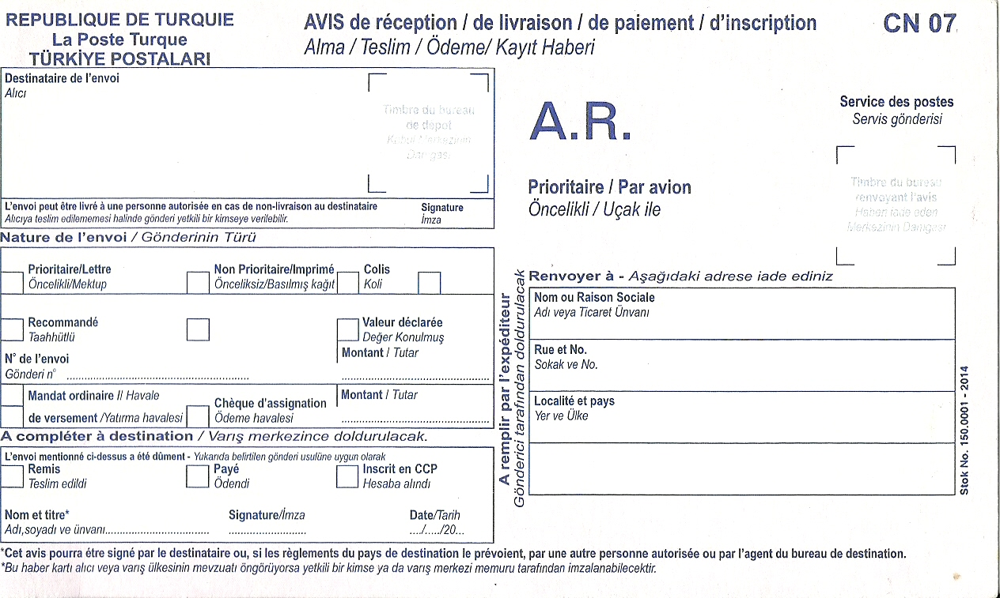 REPUBLIQUE DE TURQUIE
La Poste Turque
TÜRKİYE POSTALARI
AVIS de réception / de livraison / de paiement / d'inscription
Alma / Teslim / Ödeme/ Kayıt Haberi
CN 07
Destinataire de l'envoi
Alıcı
Timbre du bureau
de depot
Kabul Merkezinin
Damgası
L'envoi peut être livré à une personne autorisée en cas de non-livraison au destinataire
Alıcıya teslim edilememesi halinde gönderi yetkili bir kimseye verilebilir.
Signature
İmza
A.R.
Prioritaire / Par avion
Öncelikli / Uçak ile
Service des postes
Servis gönderisi
Timbre du bureau
renvoyant l'avis
Haberi iade eden
Merkezinin Damgası
Nature de l'envoi / Gönderinin Türü
Prioritaire/Lettre
Öncelikli/Mektup
Non Prioritaire/Imprimé
Önceliksiz/Basılmış kağıt
Colis
Koli
Recommandé
Taahhütlü
Valeur déclarée
Değer Konulmuş
N° de l'envoi
Gönderi n°
Montant / Tutar
Mandat ordinaire // Havale
de versement /Yatırma havalesi
Chèque d'assignation
Ödeme havalesi
Montant / Tutar
A compléter à destination / Varış merkezince doldurulacak.
L'envoi mentionné ci-dessus a été dûment - Yukarıda belirtilen gönderi usulüne uygun olarak
Remis
Teslim edildi
Payé
Ödendi
Inscrit en CCP
Hesaba alındı
Nom et titre*
Adı,soyadı ve ünvanı
Signature/İmza
Date/Tarih
..../...../20...
A remplir par l'expéditeur
Gönderici tarafından doldurulacak
Renvoyer à - Aşağıdaki adrese iade ediniz
Nom ou Raison Sociale
Adı veya Ticaret Ünvanı
Rue et No.
Sokak ve No.
Localité et pays
Yer ve Ülke
Stok No. 150.0001 - 2014
*Cet avis pourra étre signé par le destinataire ou, si les règlements du pays de destination le prévoient, par une autre personne autorisée ou par l'agent du bureau de destination.
*Bu haber kartı alıcı veya varış ülkesinin mevzuatı öngörüyorsa yetkili bir kimse ya da varış merkezi memuru tarafından imzalanabilecektir.